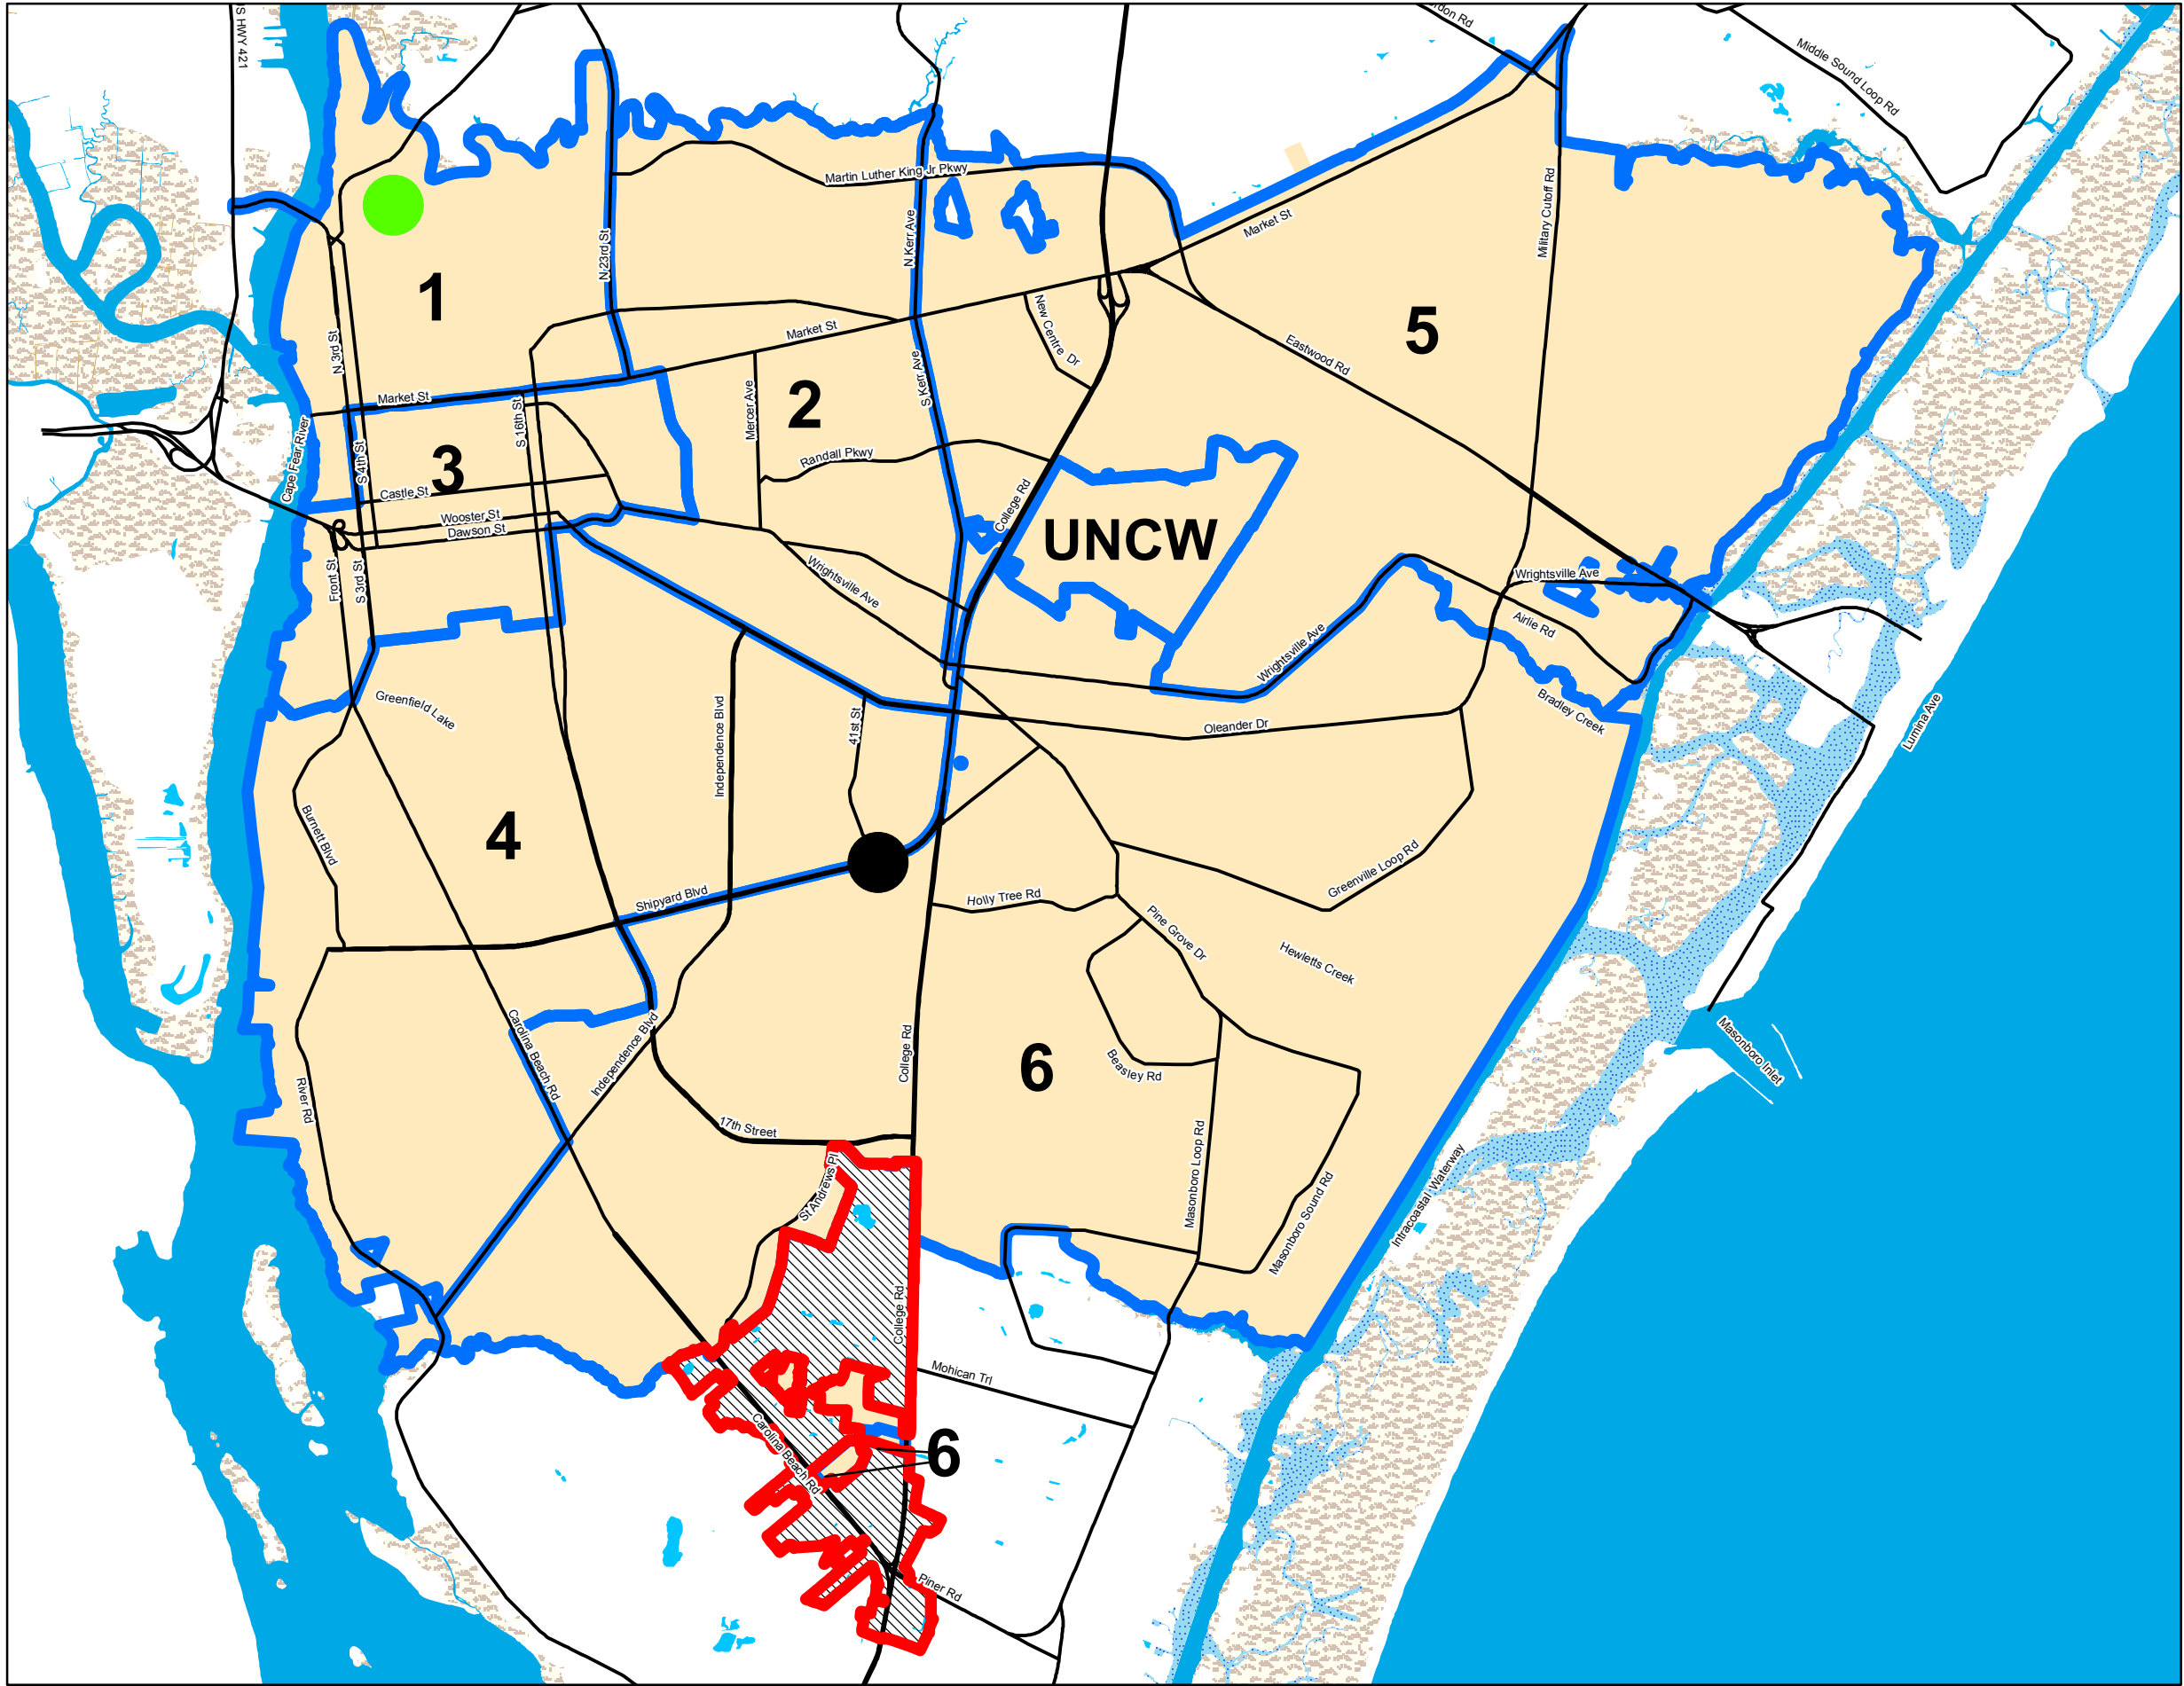 US HWY 421
Gordon Rd
Middle Sound Loop Rd
Martin Luther King Jr Pkwy
N 23rd St
N Kerr Ave
Market St
Military Cutoff Rd
1
5
N 3rd St
Market St
New Centre Dr
Eastwood Rd
Market St
S 16th St
Mercer Ave
2
S Kerr Ave
Cape Fear River
S 4th St
3
Castle St
Randall Pkwy
College Rd
Wooster St
Dawson St
UNCW
Front St
S 3rd St
Wrightsville Ave
Wrightsville Ave
Airlie Rd
Wrightsville Ave
Greenfield Lake
Independence Blvd
41st St
Oleander Dr
Bradley Creek
Lumina Ave
Burnett Blvd
4
Shipyard Blvd
Holly Tree Rd
Greenville Loop Rd
Pine Grove Dr
Hewletts Creek
Carolina Beach Rd
Independence Blvd
College Rd
6
Beasley Rd
Masonboro Inlet
River Rd
17th Street
St Andrews Pl
Masonboro Loop Rd
Masonboro Sound Rd
Intracoastal Waterway
College Rd
Mohican Trl
Carolina Beach Rd
6
Piner Rd